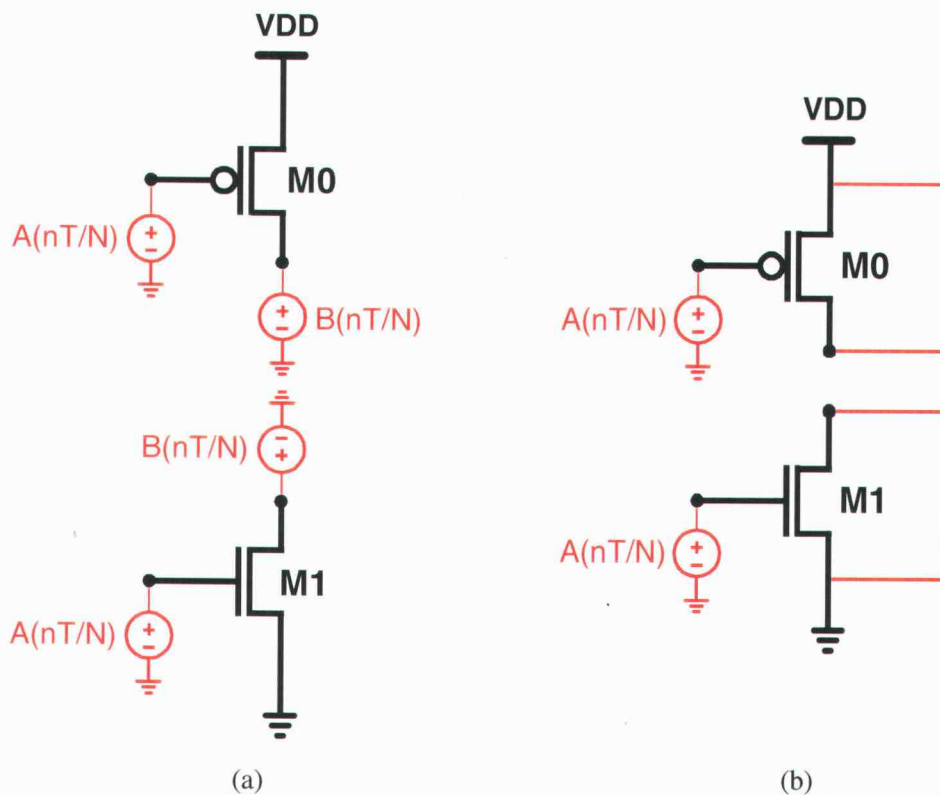 VDD
M0
A(nT/N)
+
−
+
−
B(nT/N)
B(nT/N)
−
+
M1
A(nT/N)
+
−
(a)
VDD
M0
A(nT/N)
+
−
M1
A(nT/N)
+
−
(b)